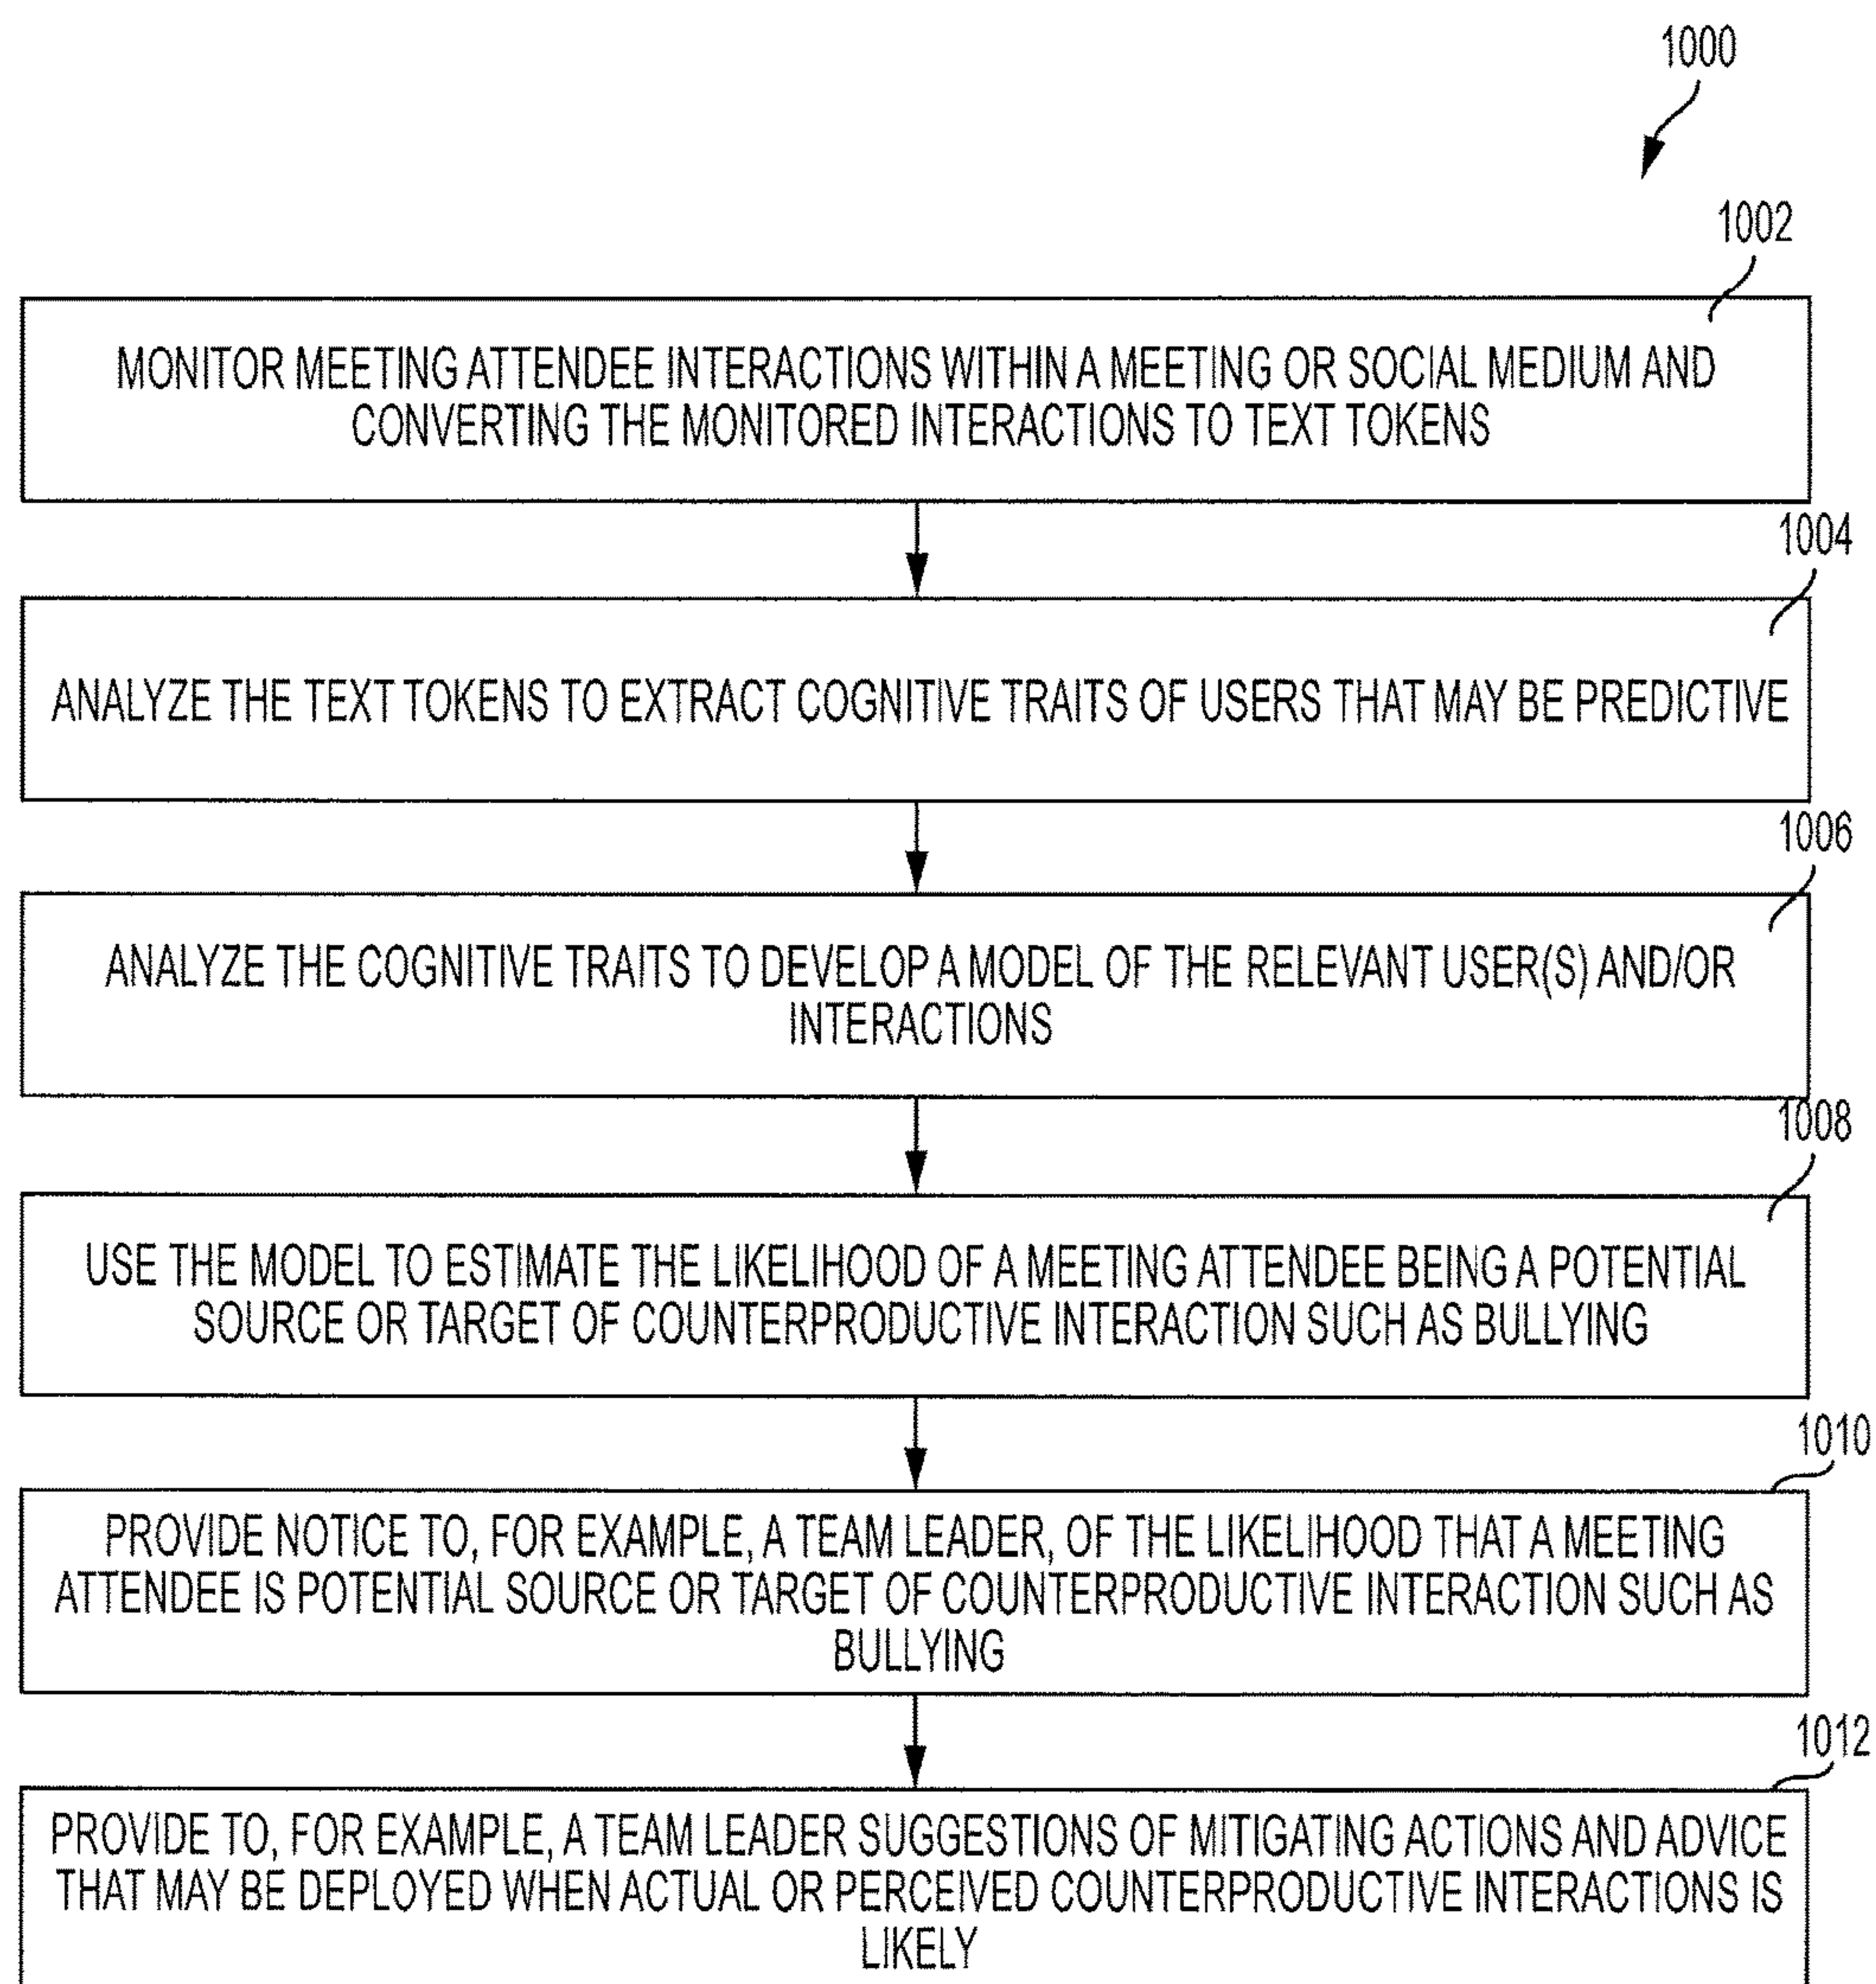 1000
1002
MONITOR MEETING ATTENDEE INTERACTIONS WITHIN A MEETING OR SOCIAL MEDIUM AND
CONVERTING THE MONITORED INTERACTIONS TO TEXT TOKENS
1004
ANALYZE THE TEXT TOKENS TO EXTRACT COGNITIVE TRAITS OF USERS THAT MAY BE PREDICTIVE
1006
ANALYZE THE COGNITIVE TRAITS TO DEVELOP A MODEL OF THE RELEVANT USER(S) AND/OR
INTERACTIONS
1008
USE THE MODEL TO ESTIMATE THE LIKELIHOOD OF A MEETING ATTENDEE BEING A POTENTIAL
SOURCE OR TARGET OF COUNTERPRODUCTIVE INTERACTION SUCH AS BULLYING
1010
PROVIDE NOTICE TO, FOR EXAMPLE, A TEAM LEADER, OF THE LIKELIHOOD THAT A MEETING
ATTENDEE IS POTENTIAL SOURCE OR TARGET OF COUNTERPRODUCTIVE INTERACTION SUCH AS
BULLYING
1012
PROVIDE TO, FOR EXAMPLE, A TEAM LEADER SUGGESTIONS OF MITIGATING ACTIONS AND ADVICE
THAT MAY BE DEPLOYED WHEN ACTUAL OR PERCEIVED COUNTERPRODUCTIVE INTERACTIONS IS
LIKELY